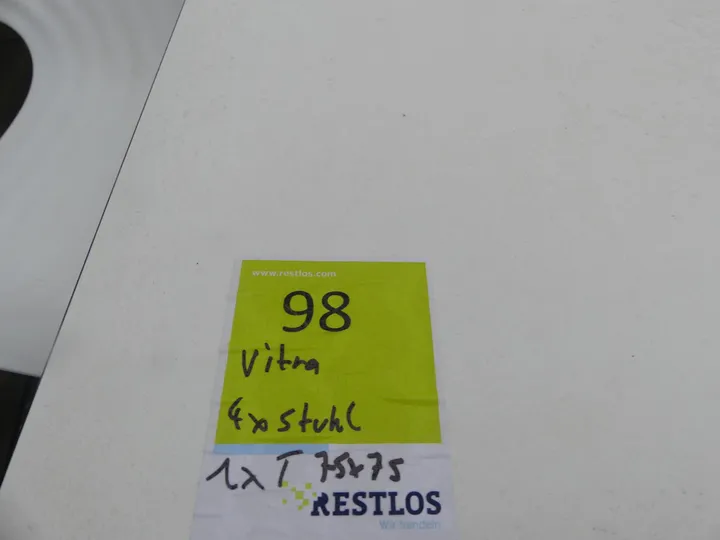 www.restlos.com
98
Vitra
4x Stuhl
1x T 75x75
RESTLOS
Wir handeln